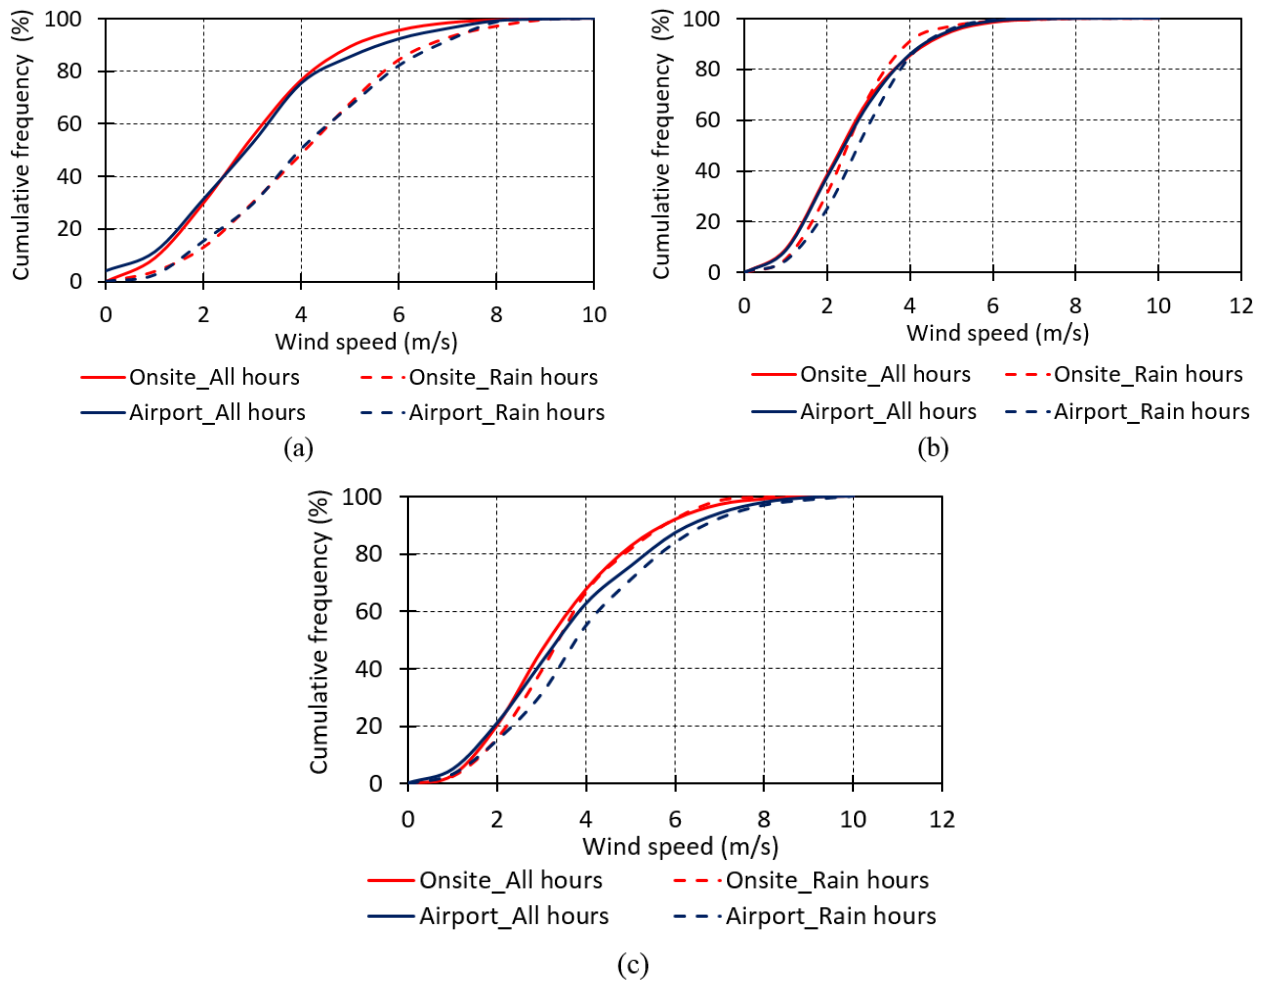 Cumulative frequency (%)
100
80
60
40
20
0
0 2 4 6 8 10
Wind speed (m/s)
Onsite_All hours Onsite_Rain hours
Airport_All hours Airport_Rain hours
(a)
Cumulative frequency (%)
100
80
60
40
20
0
0 2 4 6 8 10 12
Wind speed (m/s)
Onsite_All hours Onsite_Rain hours
Airport_All hours Airport_Rain hours
(b)
Cumulative frequency (%)
100
80
60
40
20
0
0 2 4 6 8 10 12
Wind speed (m/s)
Onsite_All hours Onsite_Rain hours
Airport_All hours Airport_Rain hours
(c)